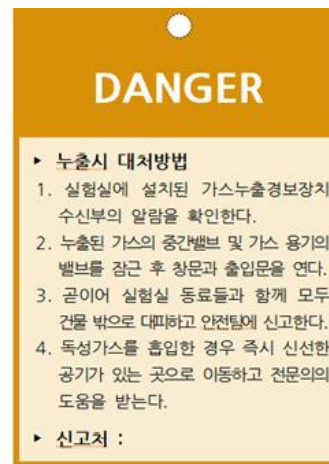 DANGER
▶ 누출시 대처방법
1. 실험실에 설치된 가스누출경보장치
수신부의 알람을 확인한다.
2. 누출된 가스의 중간밸브 및 가스 용기의
밸브를 잠근 후 창문과 출입문을 연다.
3. 곧이어 실험실 동료들과 함께 모두
건물 밖으로 대피하고 안전팀에 신고한다.
4. 독성가스를 흡입한 경우 즉시 신선한
공기가 있는 곳으로 이동하고 전문의의
도움을 받는다.
▶ 신고처 :